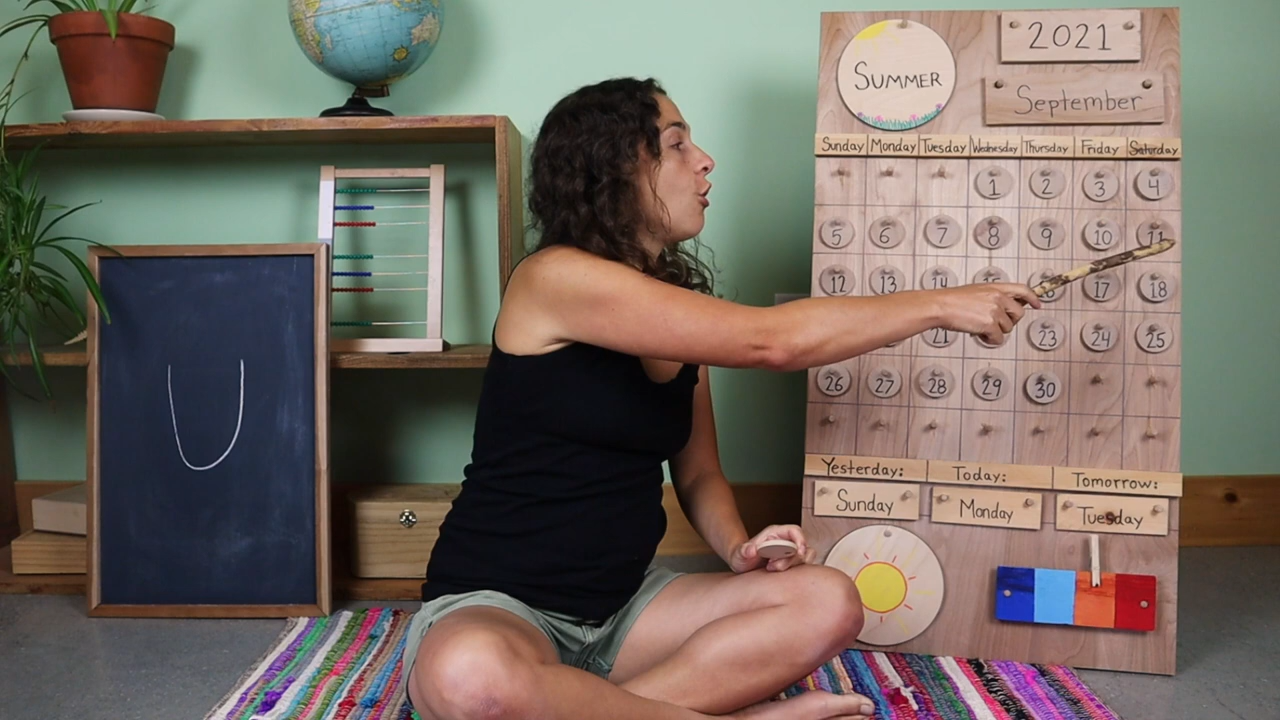 2021
SUMMER
September
Sunday Monday Tuesday Wednesday Thursday Friday Saturday
1 2 3 4
5 6 7 8 9 10 11
12 13 14 17 18
21 23 24 25
26 27 28 29 30
Yesterday: Today: Tomorrow:
Sunday Monday Tuesday
U